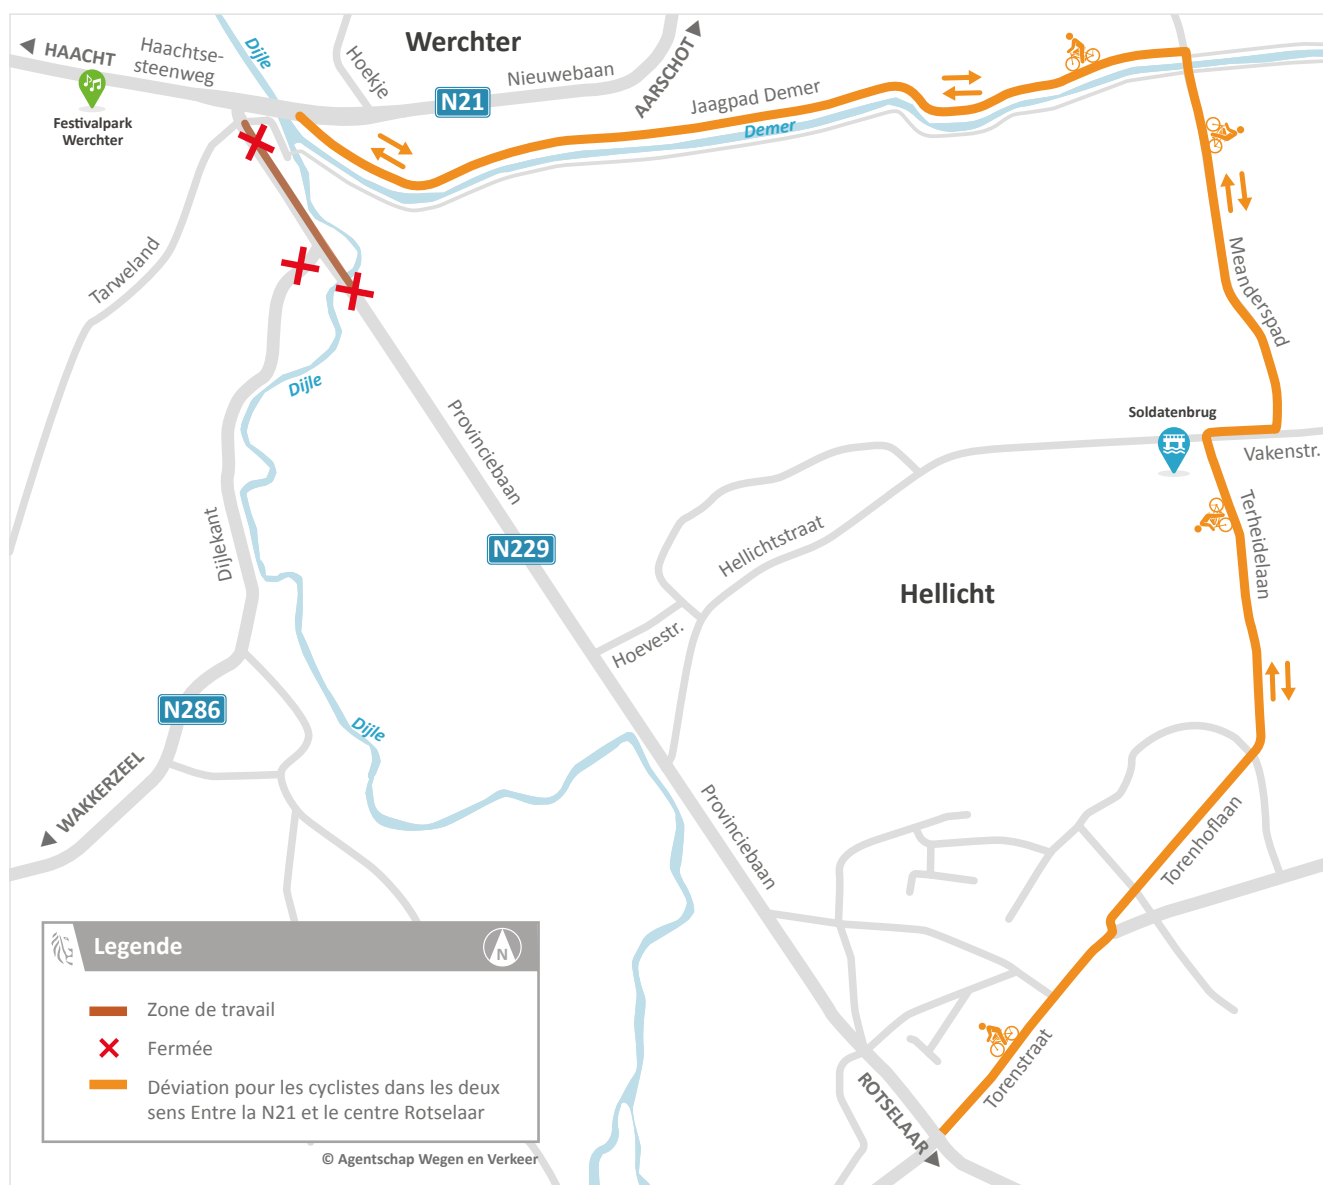 Werchter
HAACHT
Haachtse-
steenweg
Dijle
Hoekje
Nieuwebaan
N21
AARSCHOT
Festivalpark
Werchter
Jaagpad Demer
Demer
Tarweland
Meanderspad
Dijle
Provinciebaan
Soldatenbrug
Vakenstr.
Terheidelaan
Dijlekant
N229
Hellichtstraat
Hellicht
Hoevestr.
N286
Dijle
WAKKERZEEL
Provinciebaan
Torenhoflaan
Torenstraat
ROTSELAAR
Legende
N
Zone de travail
Fermée
Déviation pour les cyclistes dans les deux
sens Entre la N21 et le centre Rotselaar
© Agentschap Wegen en Verkeer